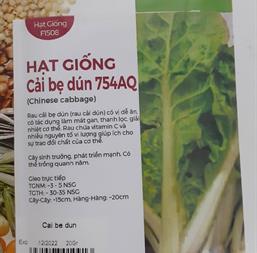 Hạt Giống
F1508
HẠT GIỐNG
Cải bẹ dún 754AQ
(Chinese cabbage)
Rau cải bẹ dún (rau cải dún) có vị dễ ăn,
có tác dụng làm mát gan, thanh lọc, giải
nhiệt cơ thể. Rau chứa vitamin C và
nhiều nguyên tố vi lượng giúp ích cho
sự trao đổi chất của cơ thể.
Cây sinh trưởng, phát triển mạnh. Có
thể trồng quanh năm.
Gieo trực tiếp
TGNM: ~3 - 5 NSG
TGTH: ~30-35 NSG
Cây-Cây: ~15cm, Hàng-Hàng: ~20cm
Cai be dun
Exp 12/2022 20Gr